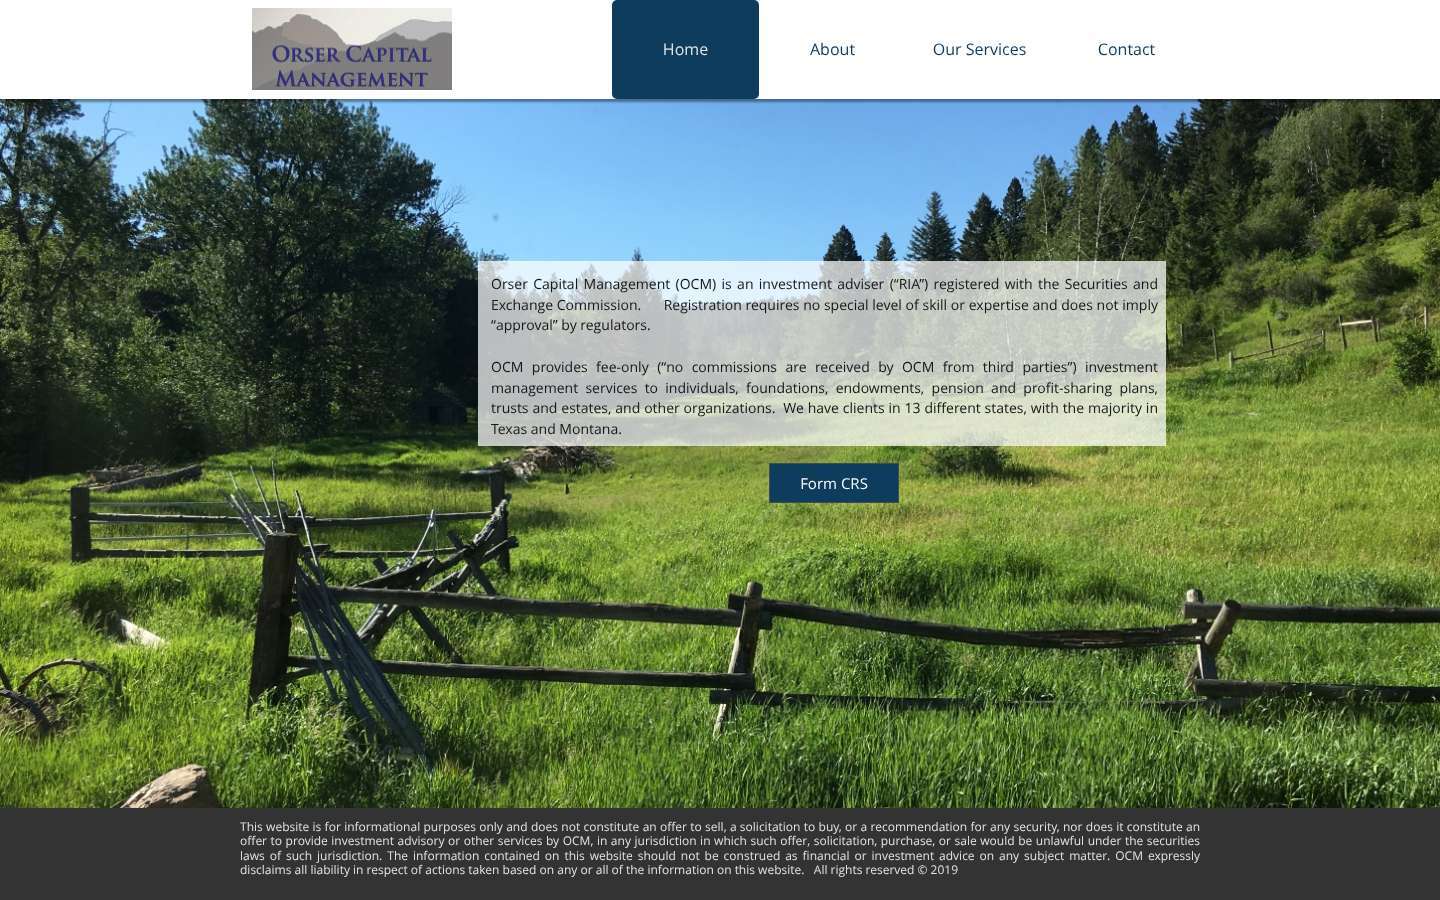 Orser Capital
Management
Home
About
Our Services
Contact
Orser Capital Management (OCM) is an investment adviser (“RIA”) registered with the Securities and
Exchange Commission.    Registration requires no special level of skill or expertise and does not imply
“approval” by regulators.
OCM provides fee-only (“no commissions are received by OCM from third parties”) investment
management services to individuals, foundations, endowments, pension and profit-sharing plans,
trusts and estates, and other organizations.  We have clients in 13 different states, with the majority in
Texas and Montana.
Form CRS
This website is for informational purposes only and does not constitute an offer to sell, a solicitation to buy, or a recommendation for any security, nor does it constitute an
offer to provide investment advisory or other services by OCM, in any jurisdiction in which such offer, solicitation, purchase, or sale would be unlawful under the securities
laws of such jurisdiction. The information contained on this website should not be construed as financial or investment advice on any subject matter. OCM expressly
disclaims all liability in respect of actions taken based on any or all of the information on this website.   All rights reserved © 2019